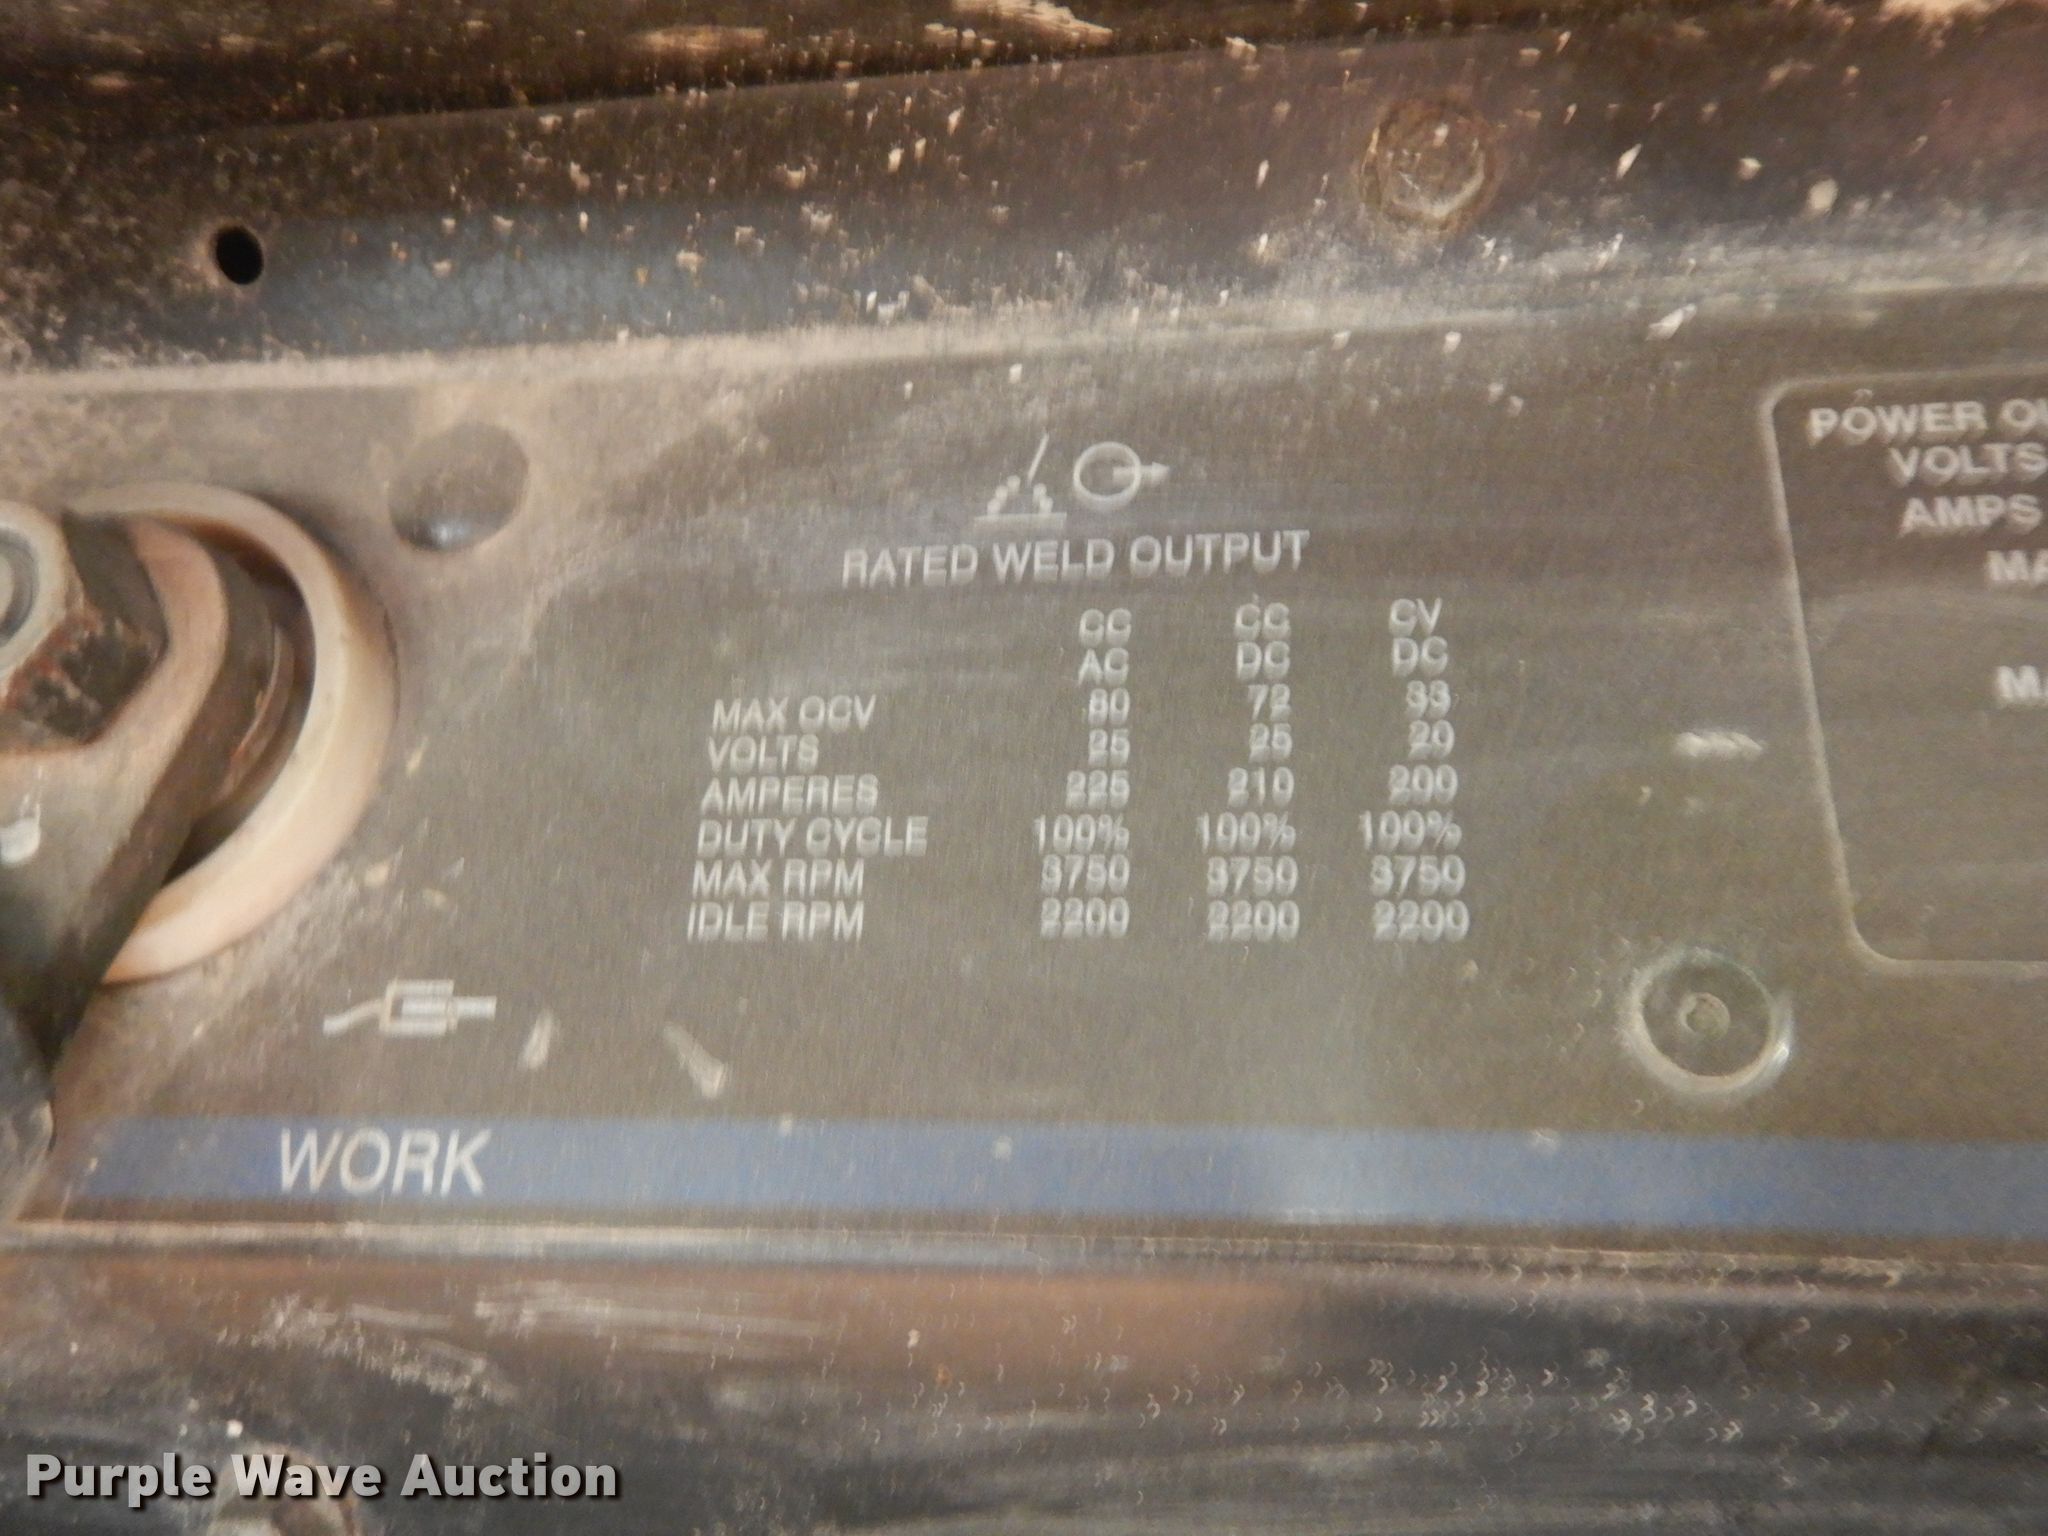 RATED WELD OUTPUT
CC CC CV
AC DC DC
MAX OCV 80 72 33
VOLTS 25 25 20
AMPERES 225 210 200
DUTY CYCLE 100% 100% 100%
MAX RPM 3750 3750 3750
IDLE RPM 2200 2200 2200
POWER
VOLTS
AMPS
WORK
Purple Wave Auction